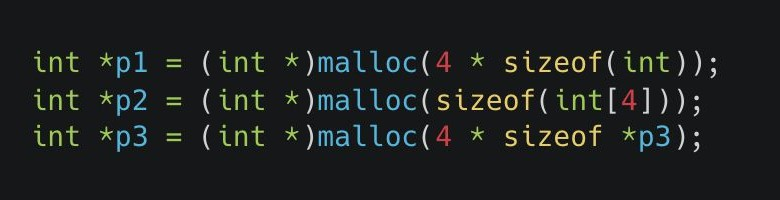 int *p1 = (int *)malloc(4 * sizeof(int));
int *p2 = (int *)malloc(sizeof(int[4]));
int *p3 = (int *)malloc(4 * sizeof *p3);